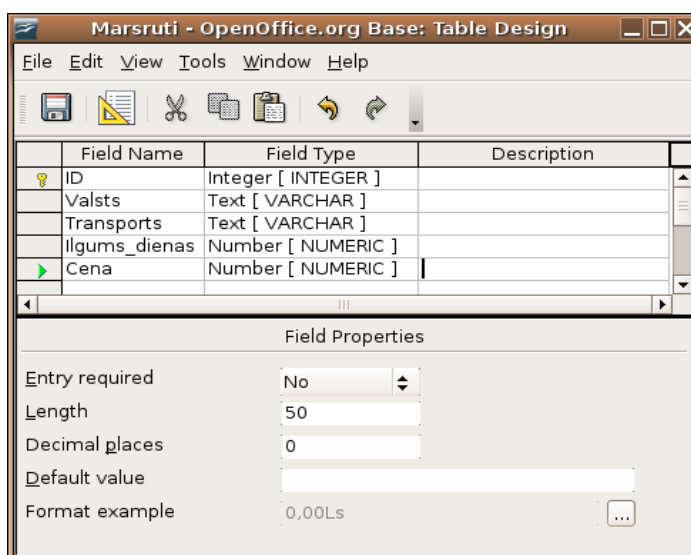 Marsruti - OpenOffice.org Base: Table Design
File Edit View Tools Window Help
Field Name Field Type Description
ID Integer [ INTEGER ]
Valsts Text [ VARCHAR ]
Transports Text [ VARCHAR ]
Ilgums_dienas Number [ NUMERIC ]
Cena Number [ NUMERIC ]
Field Properties
Entry required No
Length 50
Decimal places 0
Default value
Format example 0,00Ls ...